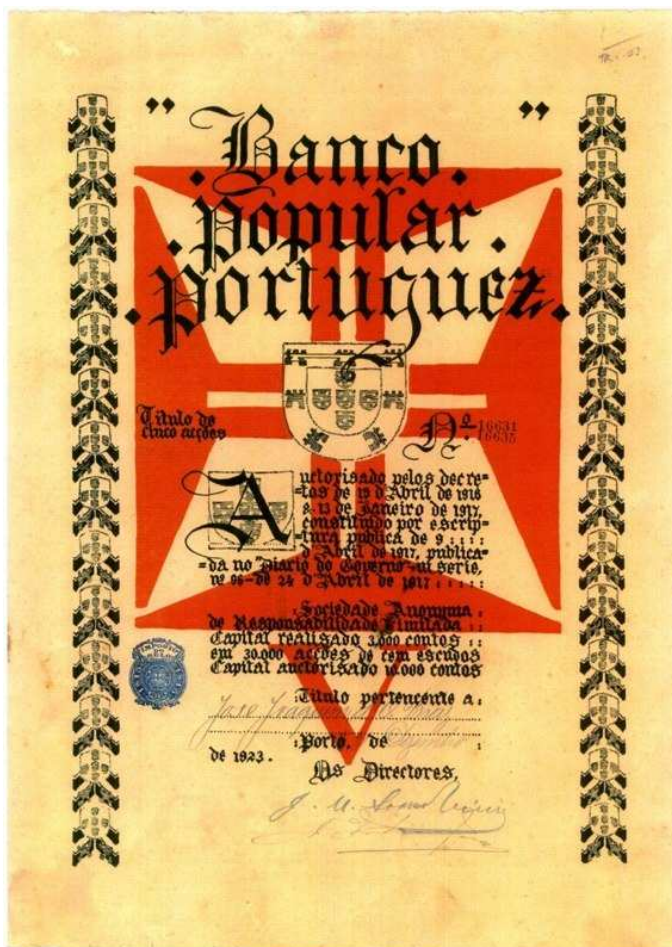 " Banco "
. Popular .
. Portuguez .
Titulo de
cinco acções
Nº 16631
16635
Auctorisado pelos decre=
=tos de 15 d'Abril de 1916
e 13 de Janeiro de 1917,
constituido por escrip=
=tura publica de 9 : : : :
d'Abril de 1917, publica=
=da no "Diario do Governo"
nº 96 - de 24 d'Abril de 1917 : : : :
: Sociedade Anonyma :
de Responsabilidade Limitada :
Capital realisado 3.000 contos : :
em 30.000 acções de cem escudos
Capital auctorisado 10.000 contos
: Titulo pertencente a :
José Joaquim
: Porto, de :
de 1923.
Os Directores,